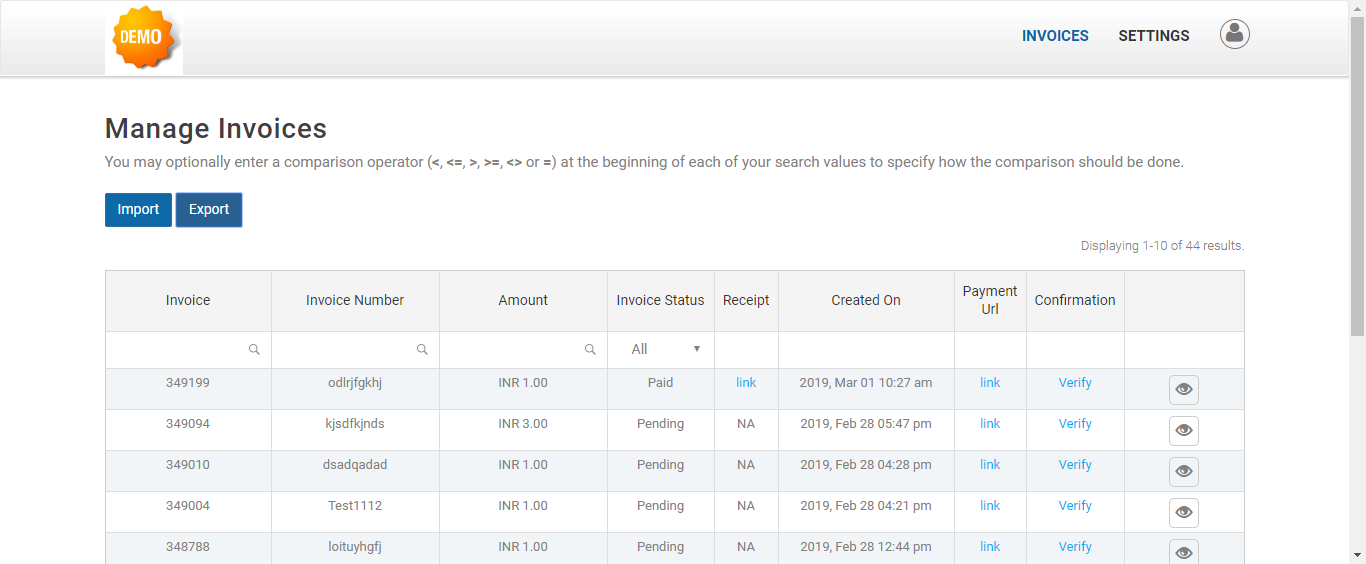 DEMO
INVOICES SETTINGS
Manage Invoices
You may optionally enter a comparison operator (<, <=, >, >=, <> or =) at the beginning of each of your search values to specify how the comparison should be done.
Import Export
Displaying 1-10 of 44 results.
Invoice Invoice Number Amount Invoice Status Receipt Created On Payment Url Confirmation
All
349199 odlrjfgkhj INR 1.00 Paid link 2019, Mar 01 10:27 am link Verify
349094 kjsdfkjnds INR 3.00 Pending NA 2019, Feb 28 05:47 pm link Verify
349010 dsadqadad INR 1.00 Pending NA 2019, Feb 28 04:28 pm link Verify
349004 Test1112 INR 1.00 Pending NA 2019, Feb 28 04:21 pm link Verify
348788 loituyhgfj INR 1.00 Pending NA 2019, Feb 28 12:44 pm link Verify